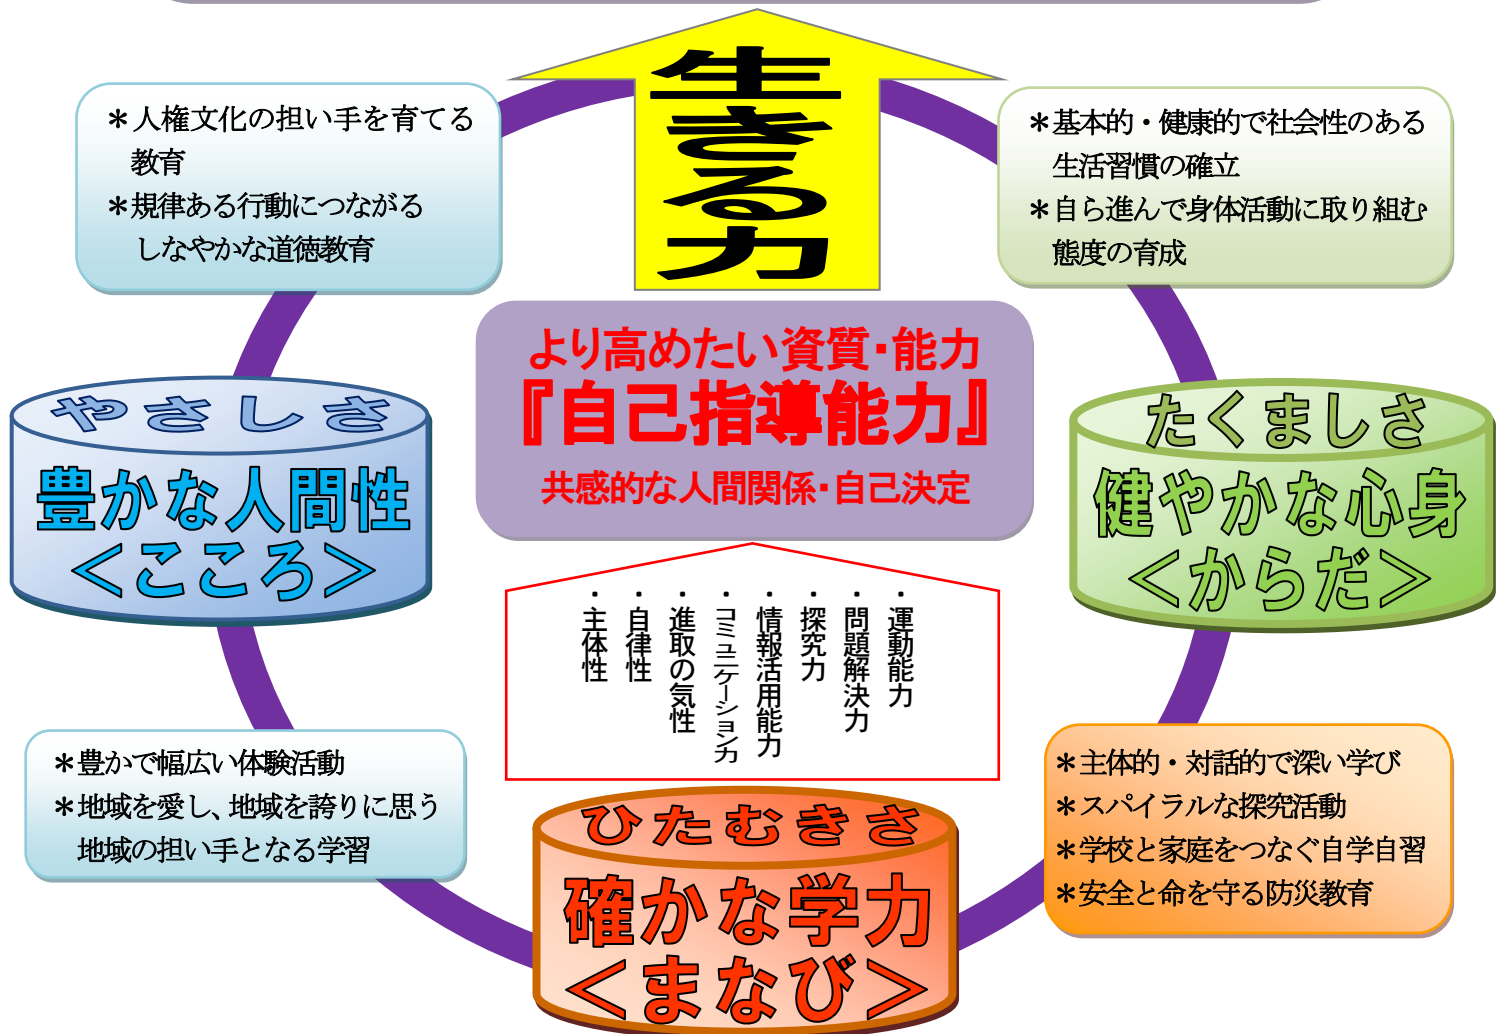 生きる力
＊人権文化の担い手を育てる
教育
＊規律ある行動につながる
しなやかな道徳教育
＊基本的・健康的で社会性のある
生活習慣の確立
＊自ら進んで身体活動に取り組む
態度の育成
より高めたい資質・能力
『自己指導能力』
共感的な人間関係・自己決定
やさしさ
豊かな人間性
＜こころ＞
たくましさ
健やかな心身
＜からだ＞
・運動能力
・問題解決力
・探究力
・情報活用能力
・コミュニケーション力
・進取の気性
・自律性
・主体性
＊豊かで幅広い体験活動
＊地域を愛し、地域を誇りに思う
地域の担い手となる学習
＊主体的・対話的で深い学び
＊スパイラルな探究活動
＊学校と家庭をつなぐ自学自習
＊安全と命を守る防災教育
ひたむきさ
確かな学力
＜まなび＞